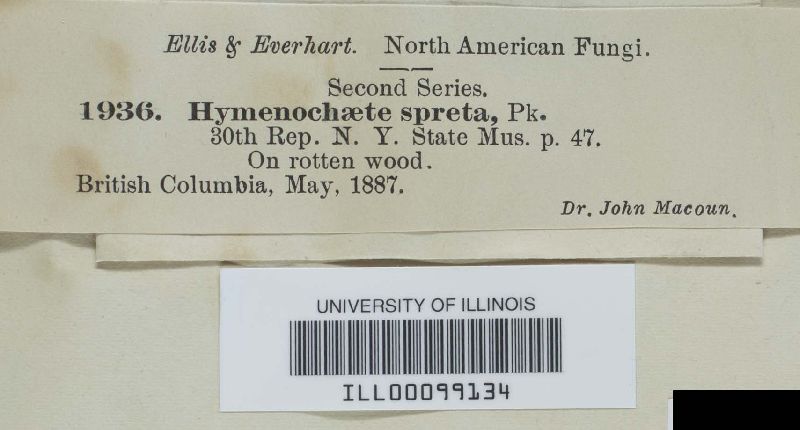 Ellis & Everhart. North American Fungi.
Second Series.
1936. Hymenochæte spreta, Pk.
30th Rep. N. Y. State Mus. p. 47.
On rotten wood.
British Columbia, May, 1887.
Dr. John Macoun.
UNIVERSITY OF ILLINOIS
ILL00099134